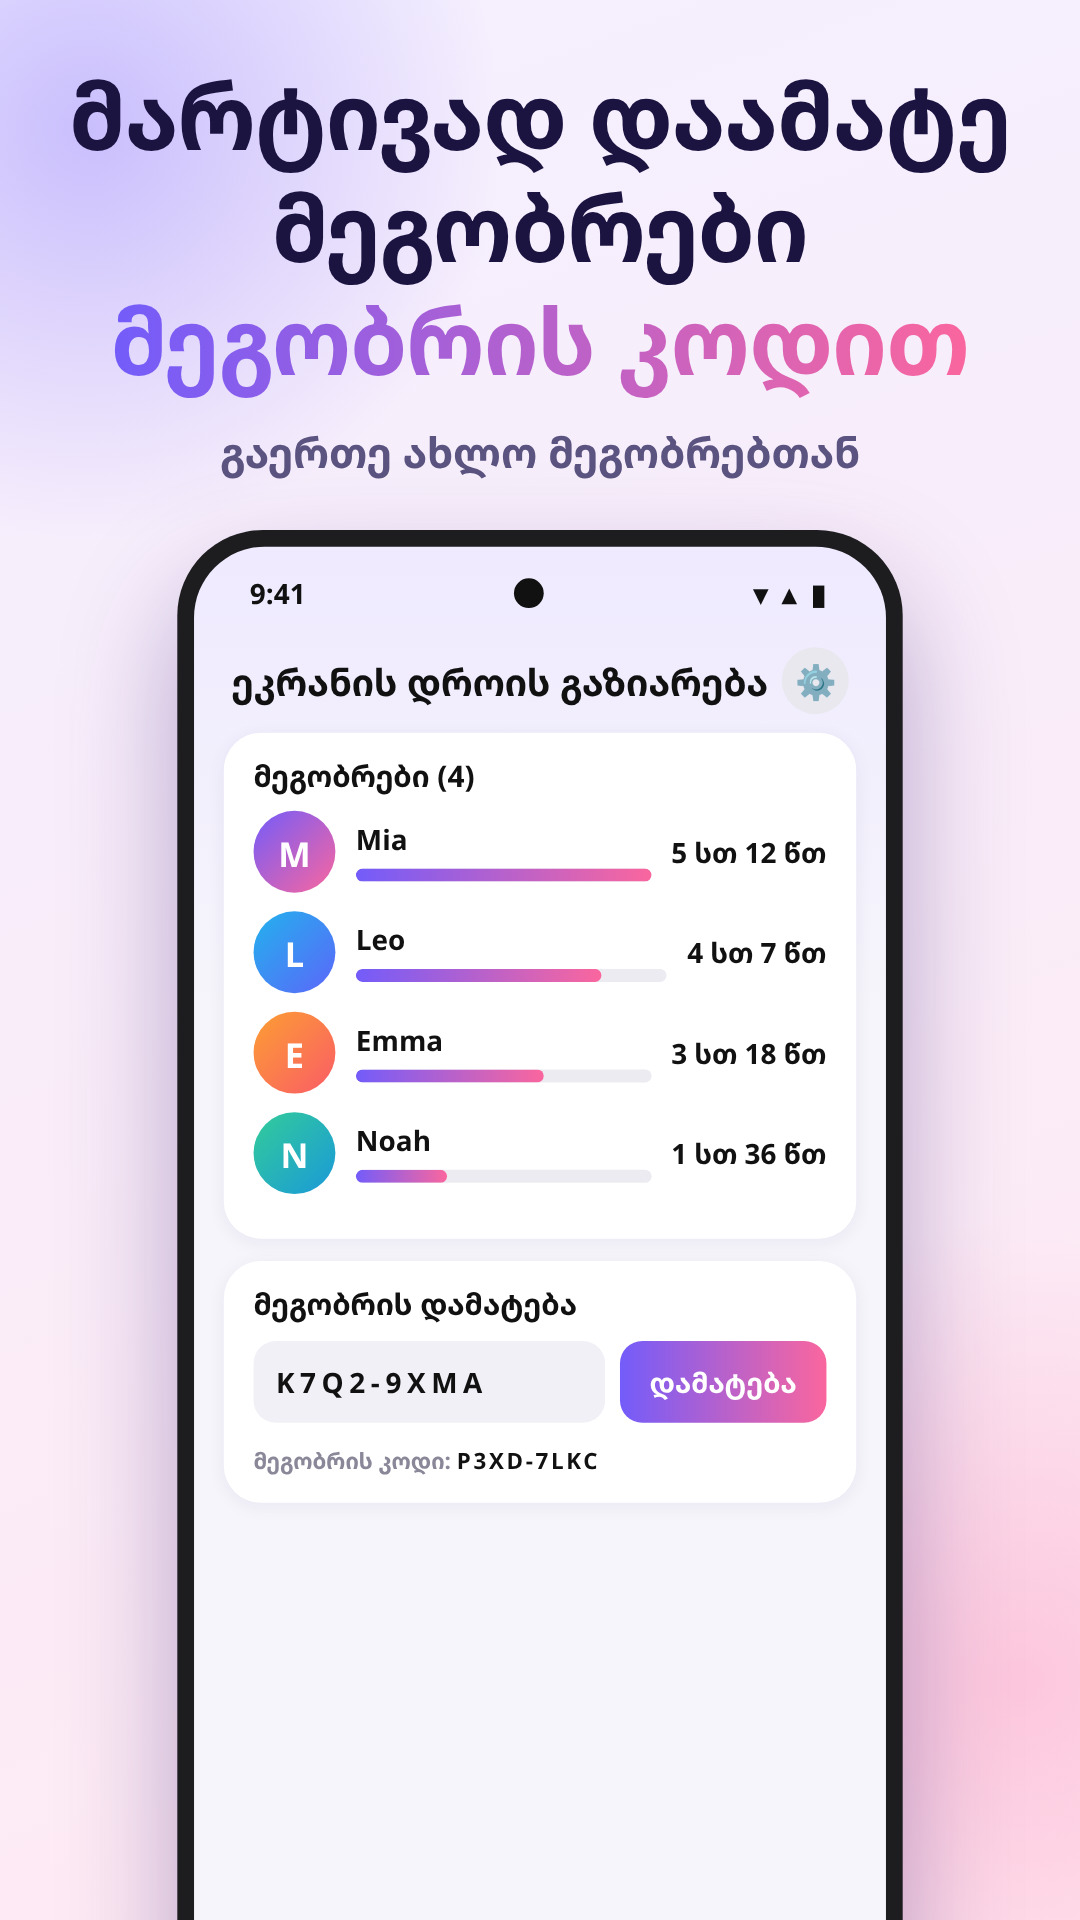 მარტივად დაამატე
მეგობრები
მეგობრის კოდით
გაერთე ახლო მეგობრებთან
9:41
ეკრანის დროის გაზიარება
მეგობრები (4)
M
Mia
5 სთ 12 წთ
L
Leo
4 სთ 7 წთ
E
Emma
3 სთ 18 წთ
N
Noah
1 სთ 36 წთ
მეგობრის დამატება
K7Q2-9XMA
დამატება
მეგობრის კოდი: P3XD-7LKC